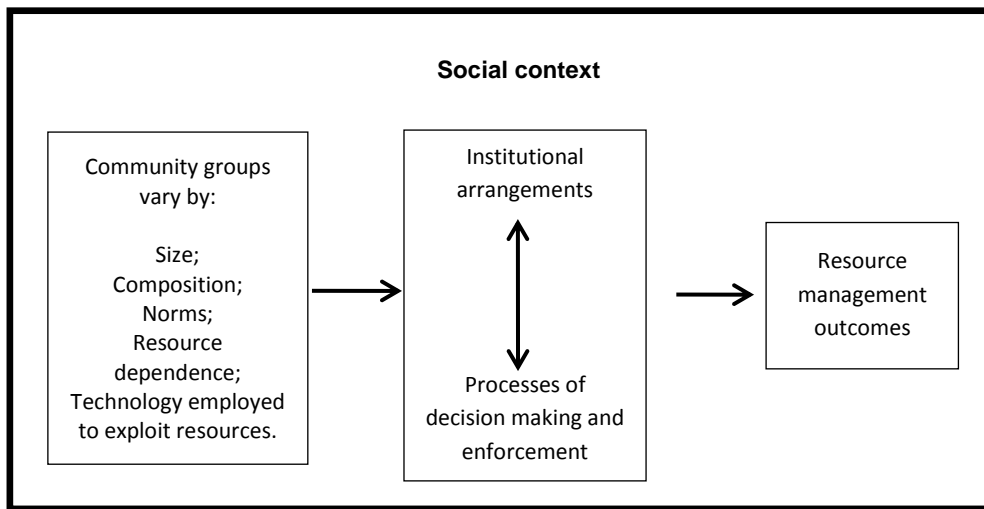 Social context
Community groups
vary by:
Size;
Composition;
Norms;
Resource
dependence;
Technology employed
to exploit resources.
Institutional
arrangements
Processes of
decision making and
enforcement
Resource
management
outcomes